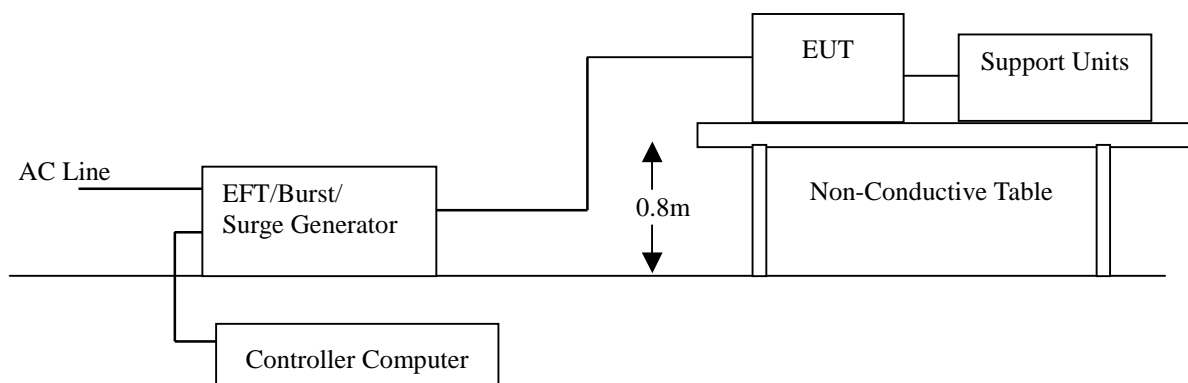 EUT
Support Units
AC Line
EFT/Burst/
Surge Generator
0.8m
Non-Conductive Table
Controller Computer